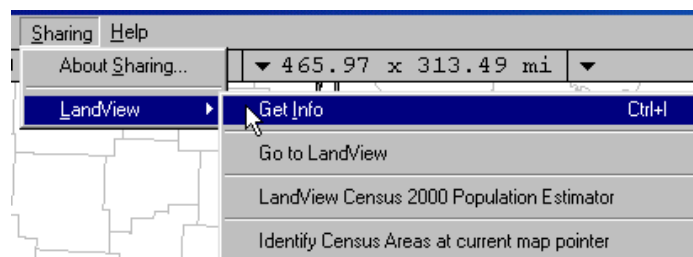 Sharing Help
About Sharing...
465.97 x 313.49 mi
LandView
Get Info Ctrl+I
Go to LandView
LandView Census 2000 Population Estimator
Identify Census Areas at current map pointer